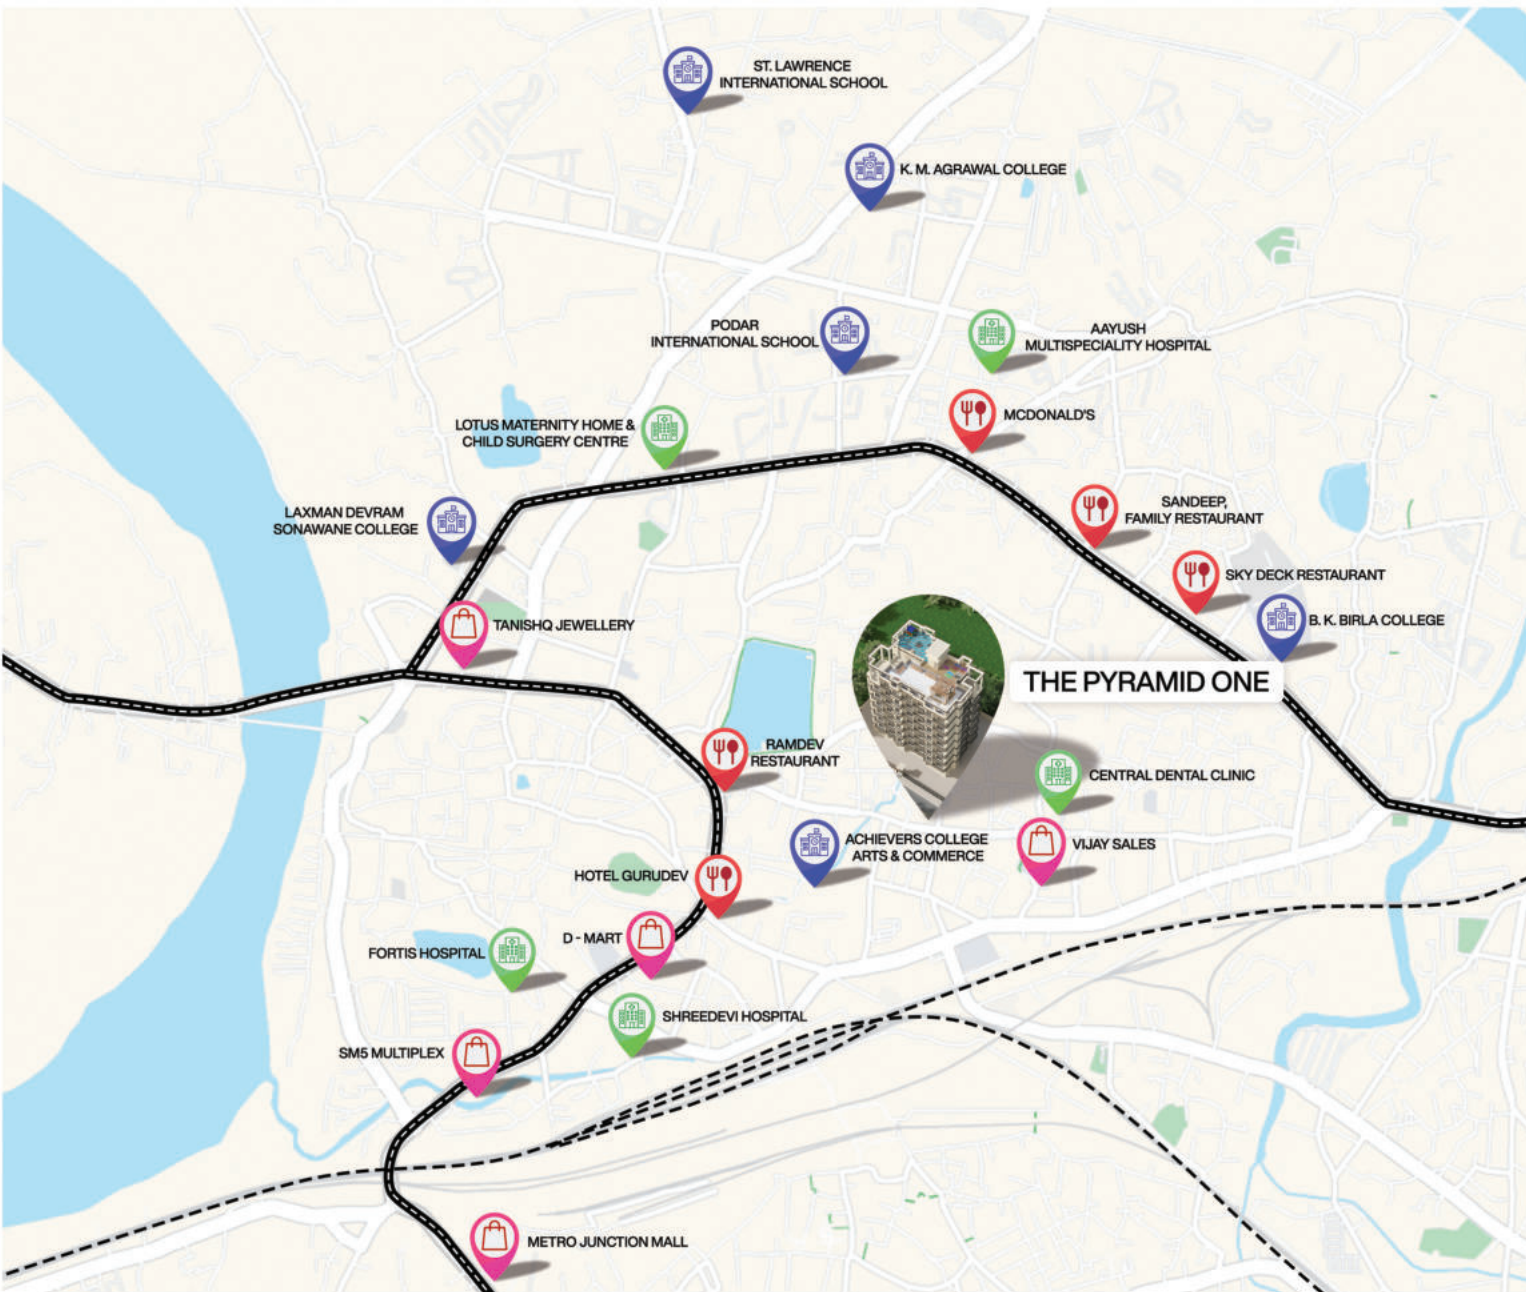 ST. LAWRENCE
INTERNATIONAL SCHOOL
K. M. AGRAWAL COLLEGE
PODAR
INTERNATIONAL SCHOOL
AAYUSH
MULTISPECIALITY HOSPITAL
MCDONALD'S
LOTUS MATERNITY HOME &
CHILD SURGERY CENTRE
LAXMAN DEVRAM
SONAWANE COLLEGE
SANDEEP,
FAMILY RESTAURANT
SKY DECK RESTAURANT
B. K. BIRLA COLLEGE
TANISHQ JEWELLERY
THE PYRAMID ONE
RAMDEV
RESTAURANT
CENTRAL DENTAL CLINIC
ACHIEVERS COLLEGE
ARTS & COMMERCE
VIJAY SALES
HOTEL GURUDEV
D - MART
FORTIS HOSPITAL
SHREEDEVI HOSPITAL
SM5 MULTIPLEX
METRO JUNCTION MALL